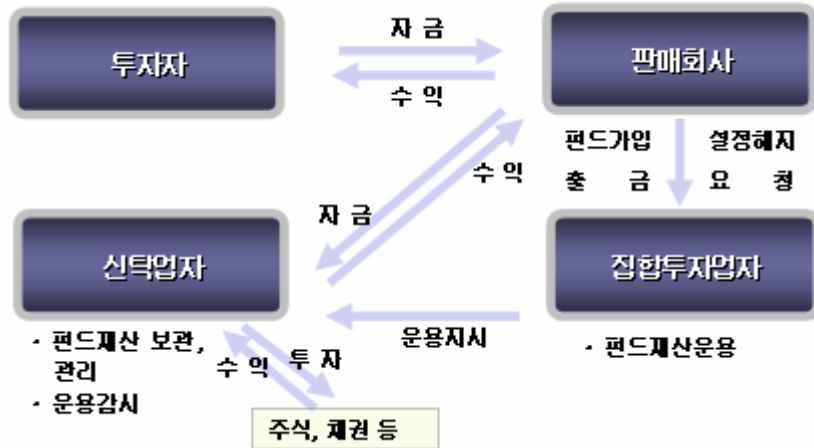 투자자
자 금
수 익
판매회사
펀드가입 설정해지
출 금 요 청
수 익
자 금
신탁업자
집합투자업자
운용지시
· 펀드재산 보관,
관리
· 운용감시
수 익
투 자
· 펀드재산운용
주식, 채권 등